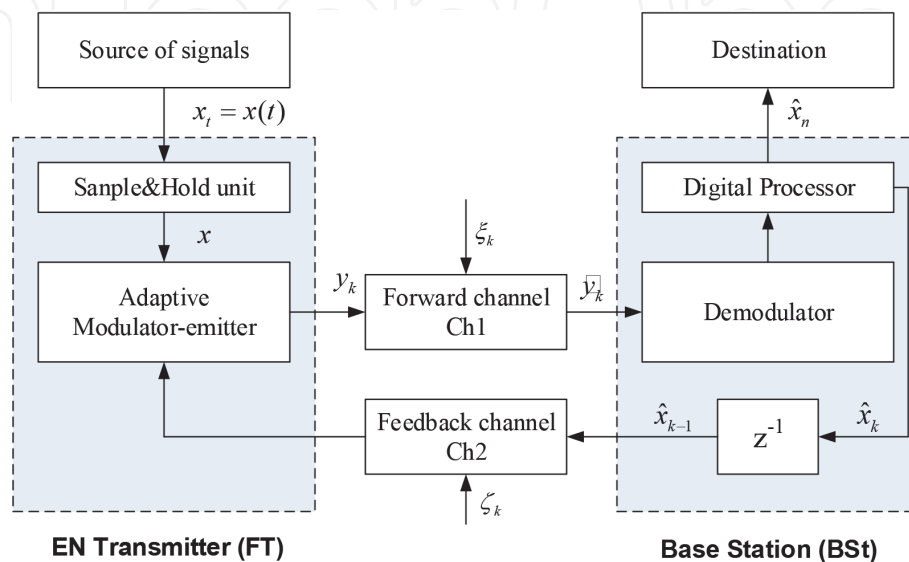 Source of signals
Destination
x_t = x(t)
x̂_n
Sanple&Hold unit
Digital Processor
x
ξ_k
Adaptive
Modulator-emitter
y_k
Forward channel
Ch1
Demodulator
Feedback channel
Ch2
x̂_{k-1}
z^{-1}
x̂_k
ζ_k
EN Transmitter (FT)
Base Station (BSt)